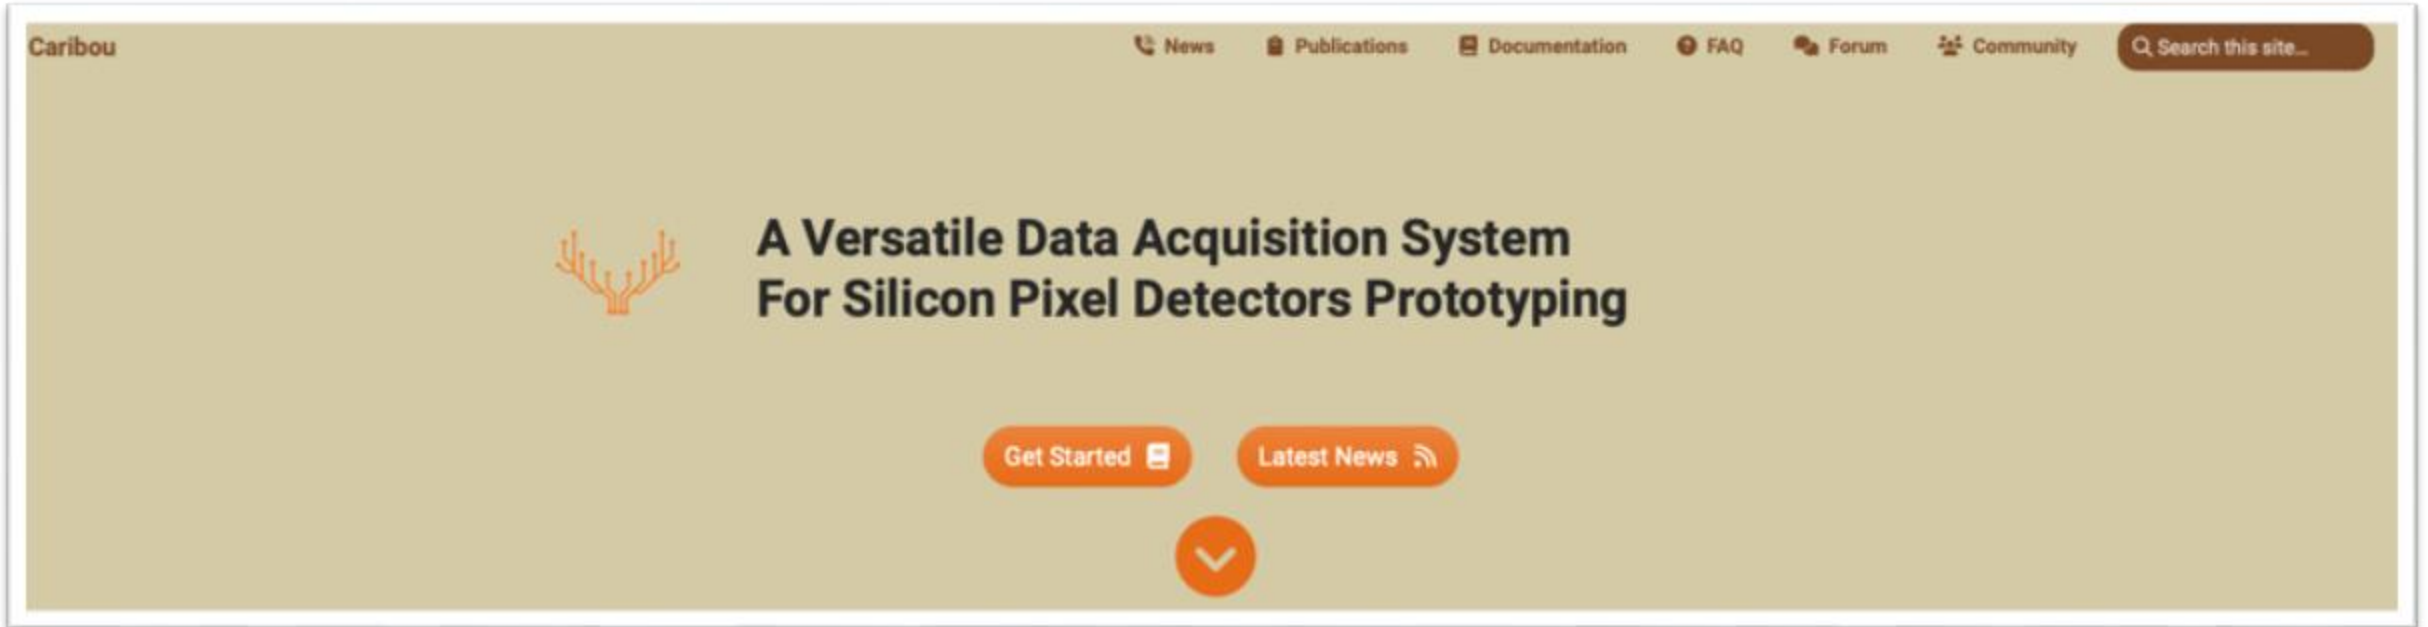 Caribou
News
Publications
Documentation
FAQ
Forum
Community
Search this site...
A Versatile Data Acquisition System
For Silicon Pixel Detectors Prototyping
Get Started
Latest News